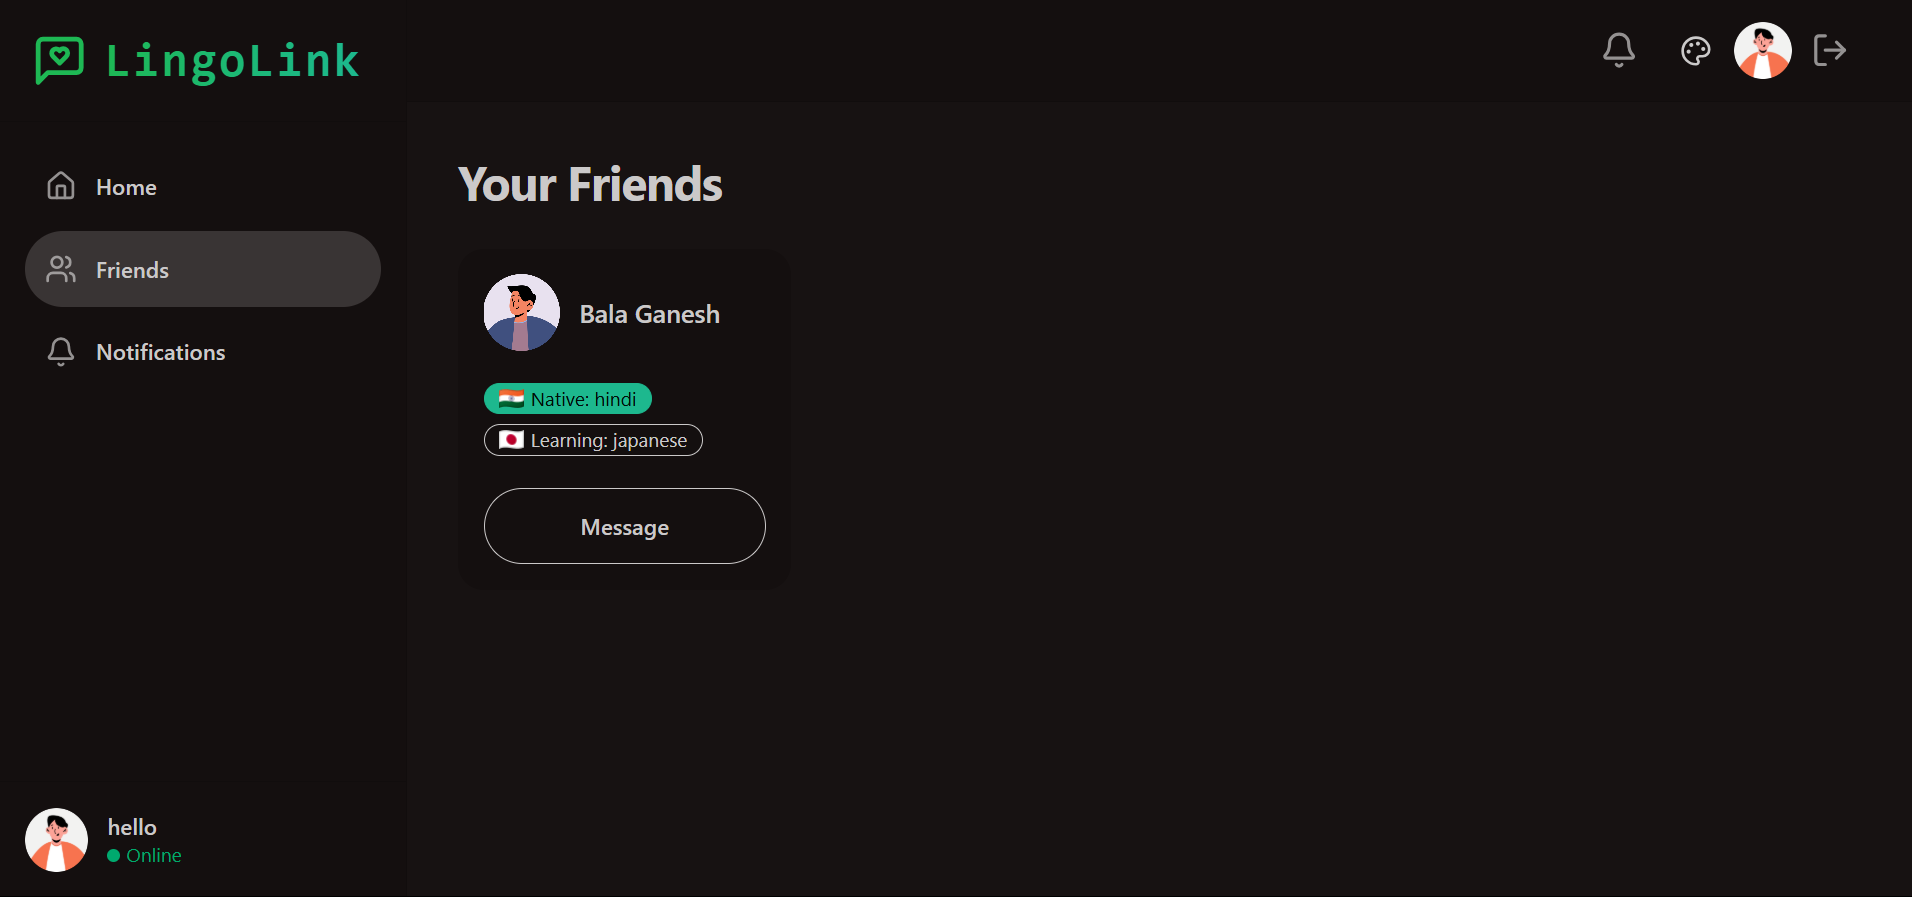 LingoLink
Home
Friends
Notifications
Your Friends
Bala Ganesh
Native: hindi
Learning: japanese
Message
hello
Online